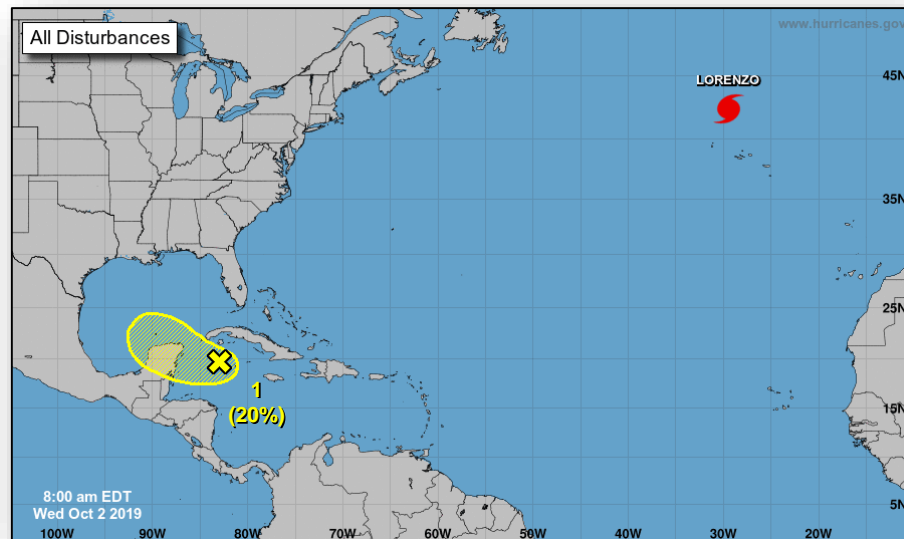 All Disturbances
www.hurricanes.gov
LORENZO
45N
35N
25N
15N
5N
1
(20%)
8:00 am EDT
Wed Oct 2 2019
100W 90W 80W 70W 60W 50W 40W 30W 20W